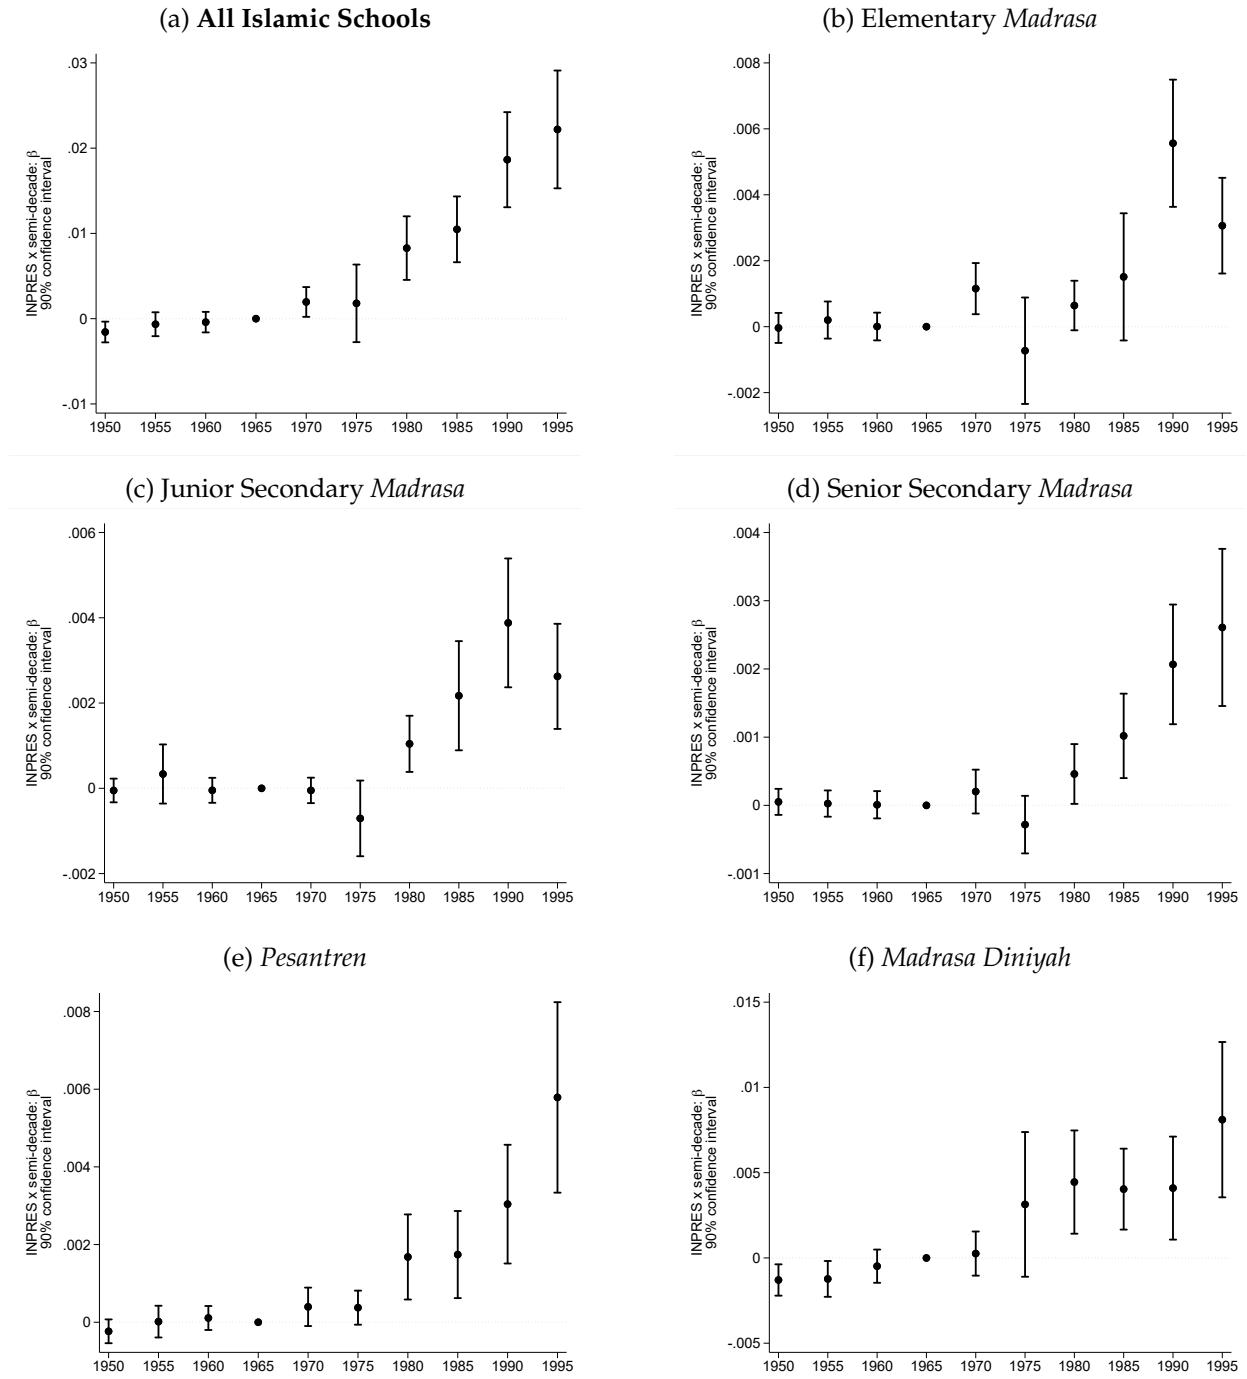 (a) All Islamic Schools
.03
.02
.01
0
-.01
INPRES x semi-decade: β
90% confidence interval
1950 1955 1960 1965 1970 1975 1980 1985 1990 1995
(b) Elementary Madrasa
.008
.006
.004
.002
0
-.002
INPRES x semi-decade: β
90% confidence interval
1950 1955 1960 1965 1970 1975 1980 1985 1990 1995
(c) Junior Secondary Madrasa
.006
.004
.002
0
-.002
INPRES x semi-decade: β
90% confidence interval
1950 1955 1960 1965 1970 1975 1980 1985 1990 1995
(d) Senior Secondary Madrasa
.004
.003
.002
.001
0
-.001
INPRES x semi-decade: β
90% confidence interval
1950 1955 1960 1965 1970 1975 1980 1985 1990 1995
(e) Pesantren
.008
.006
.004
.002
0
INPRES x semi-decade: β
90% confidence interval
1950 1955 1960 1965 1970 1975 1980 1985 1990 1995
(f) Madrasa Diniyah
.015
.01
.005
0
-.005
INPRES x semi-decade: β
90% confidence interval
1950 1955 1960 1965 1970 1975 1980 1985 1990 1995